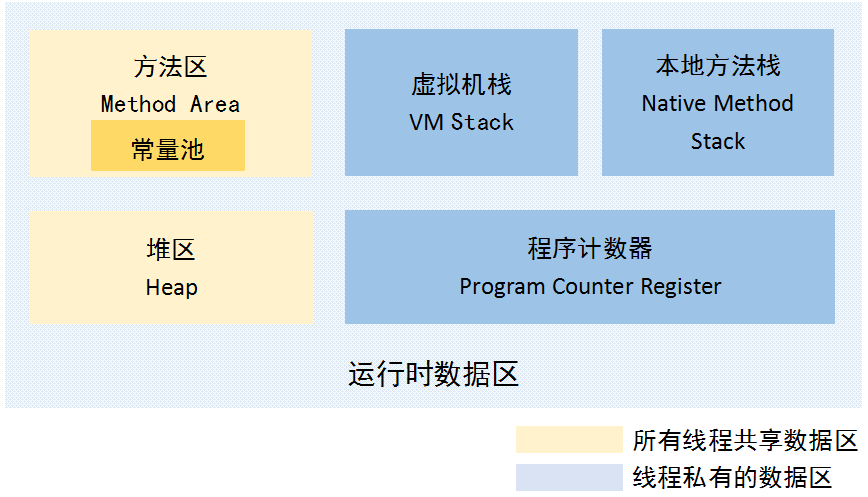 方法区
Method Area
常量池
虚拟机栈
VM Stack
本地方法栈
Native Method
Stack
堆区
Heap
程序计数器
Program Counter Register
运行时数据区
所有线程共享数据区
线程私有的数据区